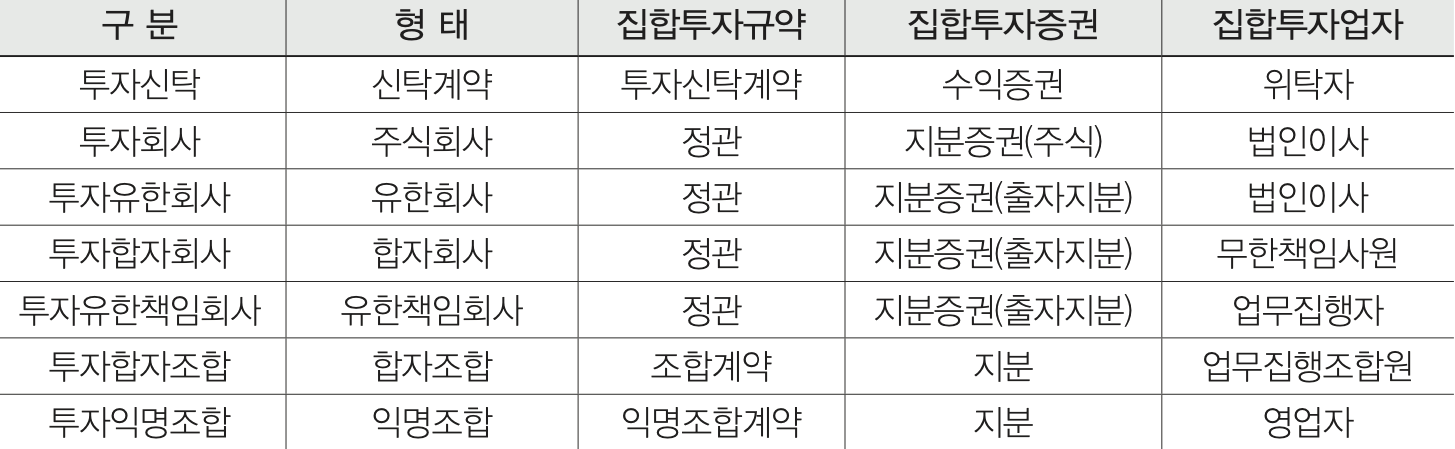 구 분 형 태 집합투자규약 집합투자증권 집합투자업자
투자신탁 신탁계약 투자신탁계약 수익증권 위탁자
투자회사 주식회사 정관 지분증권(주식) 법인이사
투자유한회사 유한회사 정관 지분증권(출자지분) 법인이사
투자합자회사 합자회사 정관 지분증권(출자지분) 무한책임사원
투자유한책임회사 유한책임회사 정관 지분증권(출자지분) 업무집행자
투자합자조합 합자조합 조합계약 지분 업무집행조합원
투자익명조합 익명조합 익명조합계약 지분 영업자